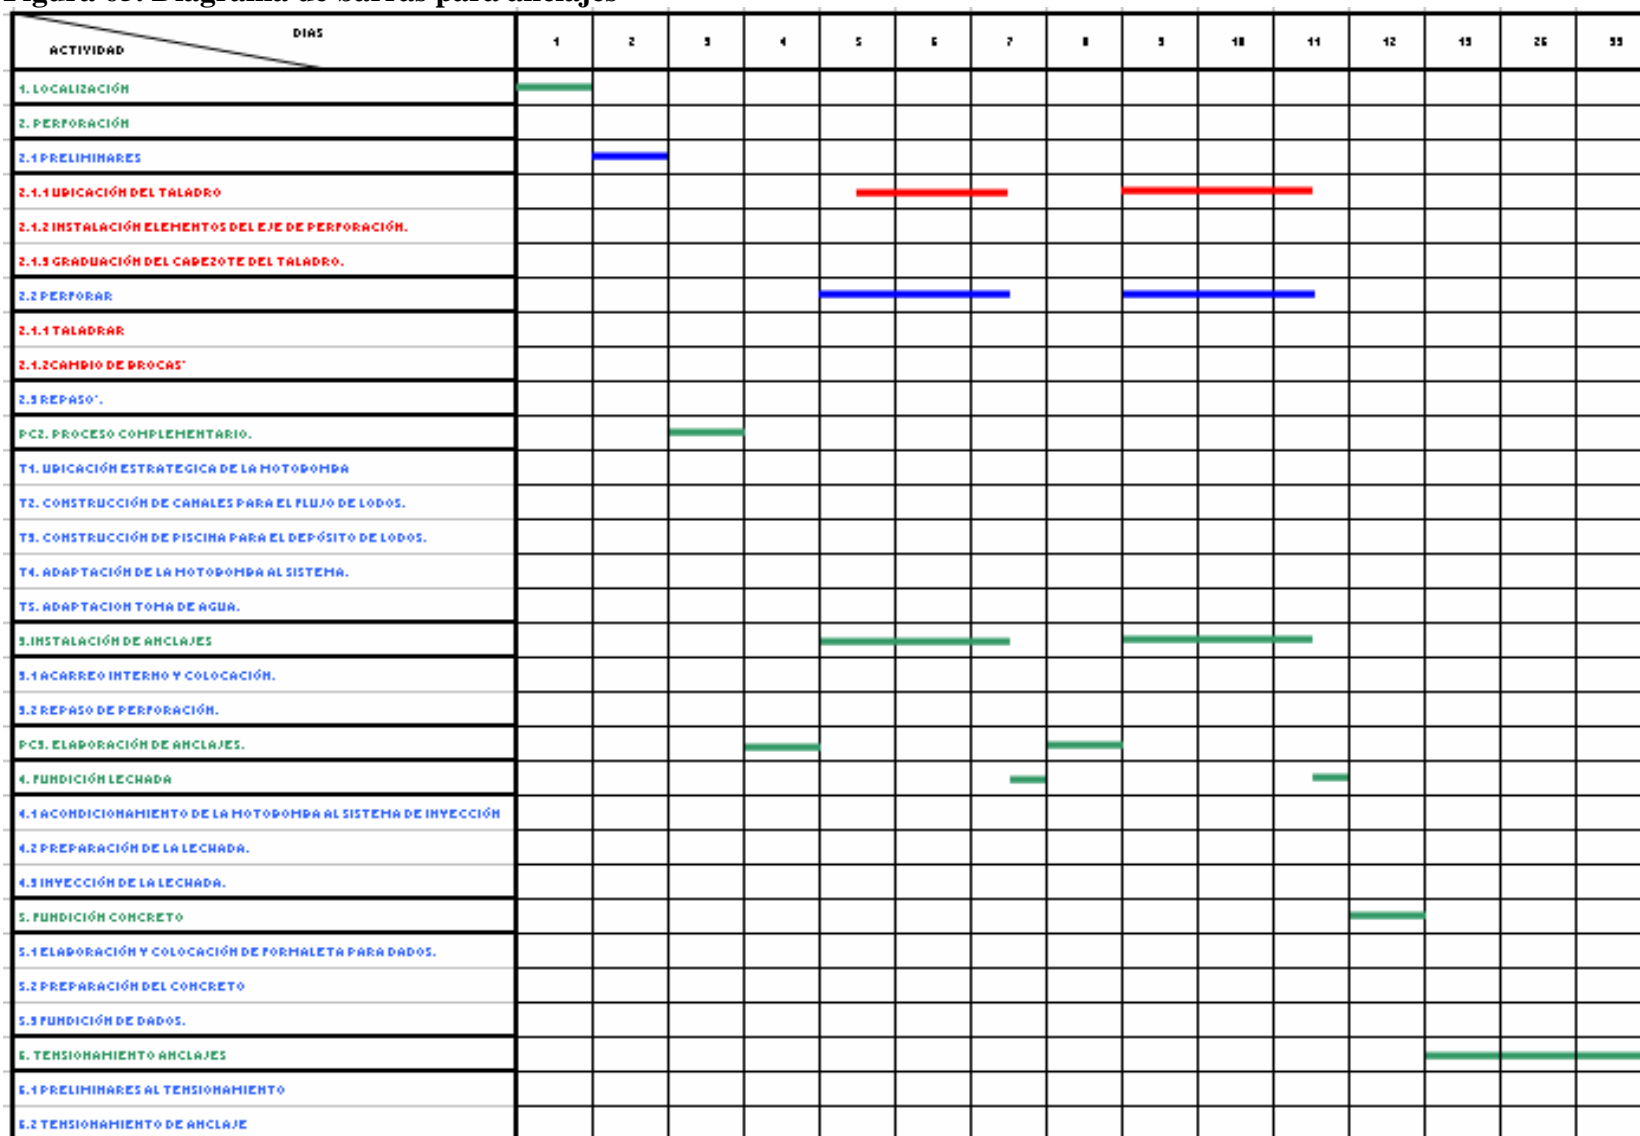 Figura 63. Diagrama de barras para anclajes
DIAS
ACTIVIDAD
1 2 3 4 5 6 7 8 9 10 11 12 19 26 33
1. LOCALIZACIÓN
2. PERFORACIÓN
2.1 PRELIMINARES
2.1.1 UBICACIÓN DEL TALADRO
2.1.2 INSTALACIÓN ELEMENTOS DEL EJE DE PERFORACIÓN.
2.1.3 GRADUACIÓN DEL CABEZOTE DEL TALADRO.
2.2 PERFORAR
2.1.1 TALADRAR
2.1.2 CAMBIO DE BROCAS*
2.3 REPASO*.
PC2. PROCESO COMPLEMENTARIO.
T1. UBICACIÓN ESTRATEGICA DE LA MOTOBOMBA
T2. CONSTRUCCIÓN DE CANALES PARA EL FLUJO DE LODOS.
T3. CONSTRUCCIÓN DE PISCINA PARA EL DEPÓSITO DE LODOS.
T4. ADAPTACIÓN DE LA MOTOBOMBA AL SISTEMA.
T5. ADAPTACION TOMA DE AGUA.
3.INSTALACIÓN DE ANCLAJES
3.1 ACARREO INTERNO Y COLOCACIÓN.
3.2 REPASO DE PERFORACIÓN.
PC3. ELABORACIÓN DE ANCLAJES.
4. FUNDICIÓN LECHADA
4.1 ACONDICIONAMIENTO DE LA MOTOBOMBA AL SISTEMA DE INYECCIÓN
4.2 PREPARACIÓN DE LA LECHADA.
4.3 INYECCIÓN DE LA LECHADA.
5. FUNDICIÓN CONCRETO
5.1 ELABORACIÓN Y COLOCACIÓN DE FORMALETA PARA DADOS.
5.2 PREPARACIÓN DEL CONCRETO
5.3 FUNDICIÓN DE DADOS.
6. TENSIONAMIENTO ANCLAJES
6.1 PRELIMINARES AL TENSIONAMIENTO
6.2 TENSIONAMIENTO DE ANCLAJE